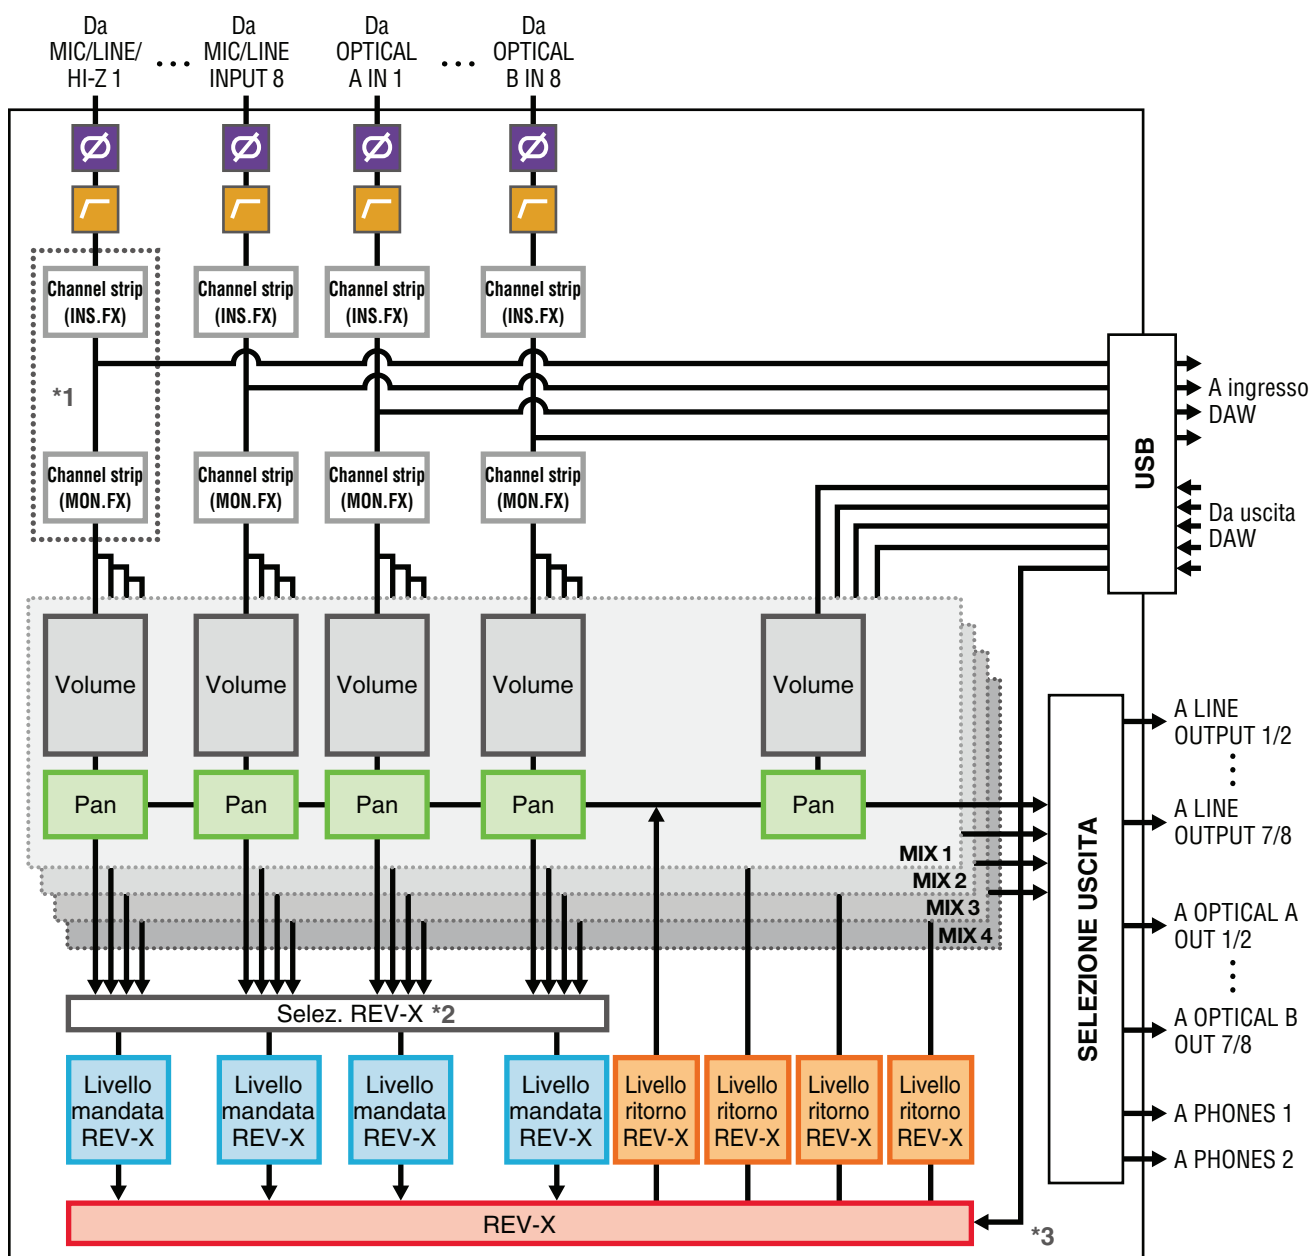 Da
MIC/LINE/
HI-Z 1
Da
MIC/LINE
INPUT 8
Da
OPTICAL
A IN 1
Da
OPTICAL
B IN 8
Channel strip
(INS.FX)
Channel strip
(INS.FX)
Channel strip
(INS.FX)
Channel strip
(INS.FX)
*1
A ingresso
DAW
USB
Channel strip
(MON.FX)
Channel strip
(MON.FX)
Channel strip
(MON.FX)
Channel strip
(MON.FX)
Da uscita
DAW
Volume
Volume
Volume
Volume
Volume
Pan
Pan
Pan
Pan
Pan
MIX 1
MIX 2
MIX 3
MIX 4
SELEZIONE USCITA
A LINE
OUTPUT 1/2
A LINE
OUTPUT 7/8
A OPTICAL A
OUT 1/2
A OPTICAL B
OUT 7/8
A PHONES 1
A PHONES 2
Selez. REV-X *2
Livello
mandata
REV-X
Livello
mandata
REV-X
Livello
mandata
REV-X
Livello
mandata
REV-X
Livello
ritorno
REV-X
Livello
ritorno
REV-X
Livello
ritorno
REV-X
Livello
ritorno
REV-X
REV-X
*3